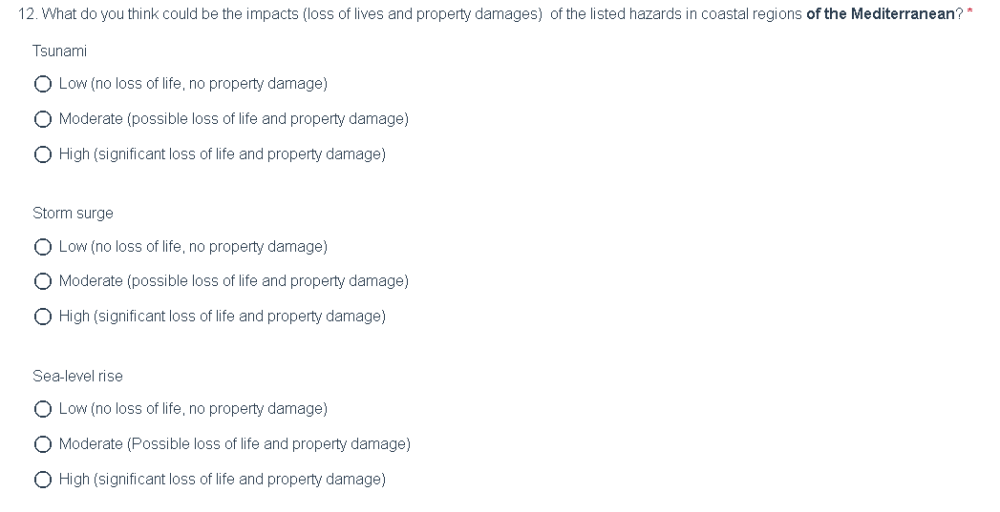 12. What do you think could be the impacts (loss of lives and property damages)  of the listed hazards in coastal regions of the Mediterranean? *
Tsunami
Low (no loss of life, no property damage)
Moderate (possible loss of life and property damage)
High (significant loss of life and property damage)
Storm surge
Low (no loss of life, no property damage)
Moderate (possible loss of life and property damage)
High (significant loss of life and property damage)
Sea-level rise
Low (no loss of life, no property damage)
Moderate (Possible loss of life and property damage)
High (significant loss of life and property damage)